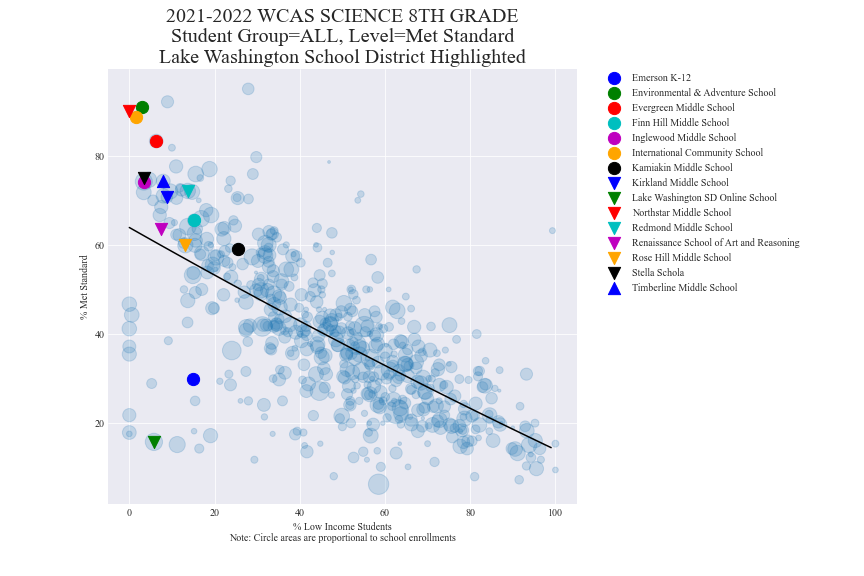 2021-2022 WCAS SCIENCE 8TH GRADE
Student Group=ALL, Level=Met Standard
Lake Washington School District Highlighted
Emerson K-12
Environmental & Adventure School
Evergreen Middle School
Finn Hill Middle School
Inglewood Middle School
International Community School
Kamiakin Middle School
Kirkland Middle School
Lake Washington SD Online School
Northstar Middle School
Redmond Middle School
Renaissance School of Art and Reasoning
Rose Hill Middle School
Stella Schola
Timberline Middle School
% Met Standard
80
60
40
20
0 20 40 60 80 100
% Low Income Students
Note: Circle areas are proportional to school enrollments